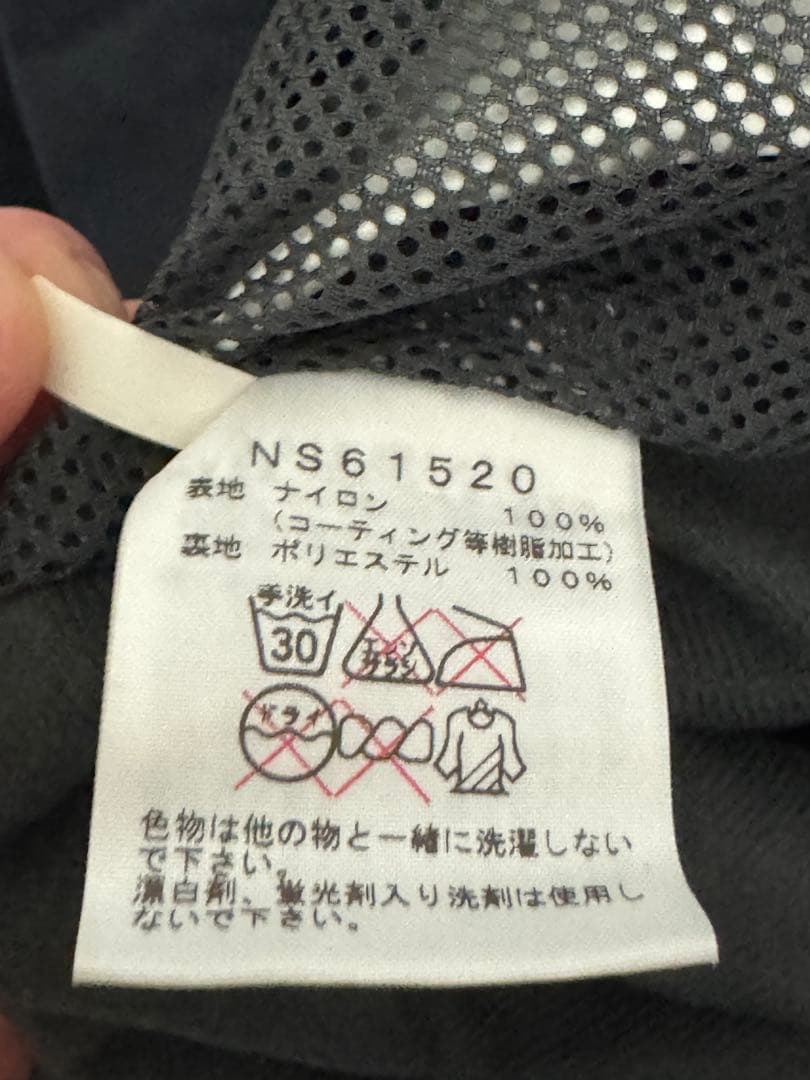 NS61520
表地 ナイロン 100%
(コーティング等樹脂加工)
裏地 ポリエステル 100%
手洗イ
30
エンソ
サラシ
ドライ
色物は他の物と一緒に洗濯しない
で下さい。
漂白剤、蛍光剤入り洗剤は使用し
ないで下さい。